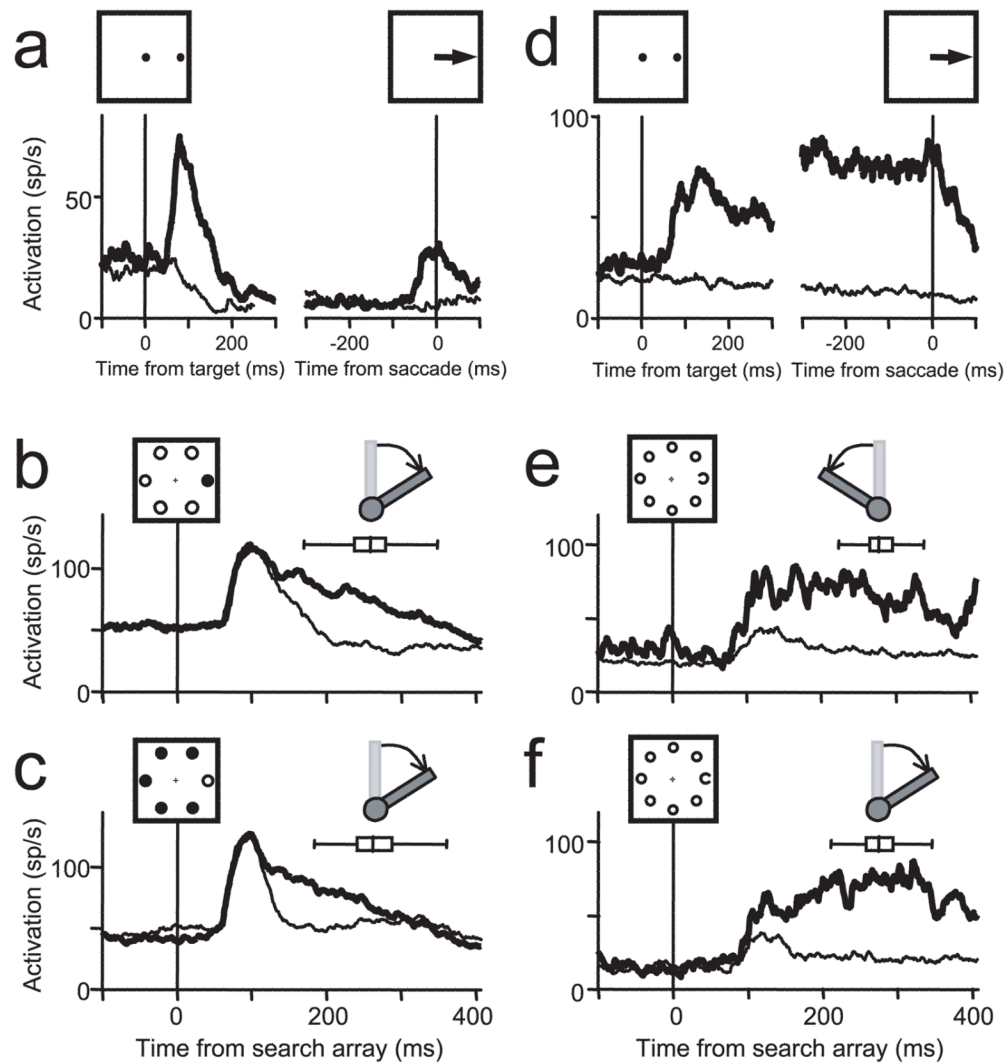 a
Activation (sp/s)
50
0
0 200
Time from target (ms)
-200 0
Time from saccade (ms)
d
100
0
0 200
Time from target (ms)
-200 0
Time from saccade (ms)
b
Activation (sp/s)
100
0
e
100
0
c
Activation (sp/s)
100
0
0 200 400
Time from search array (ms)
f
100
0
0 200 400
Time from search array (ms)